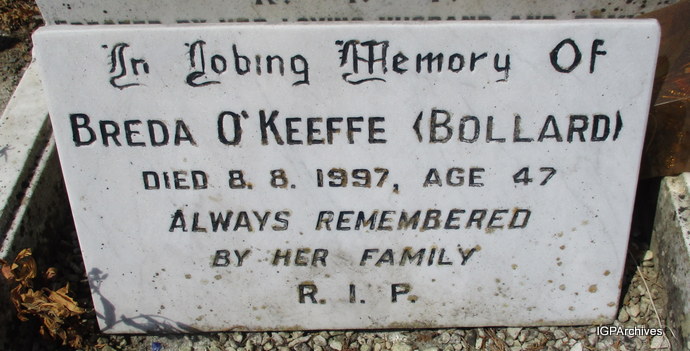 In Loving Memory Of
BREDA O'KEEFFE (BOLLARD)
DIED 8. 8. 1997, AGE 47
ALWAYS REMEMBERED
BY HER FAMILY
R. I. P.
IGPArchives